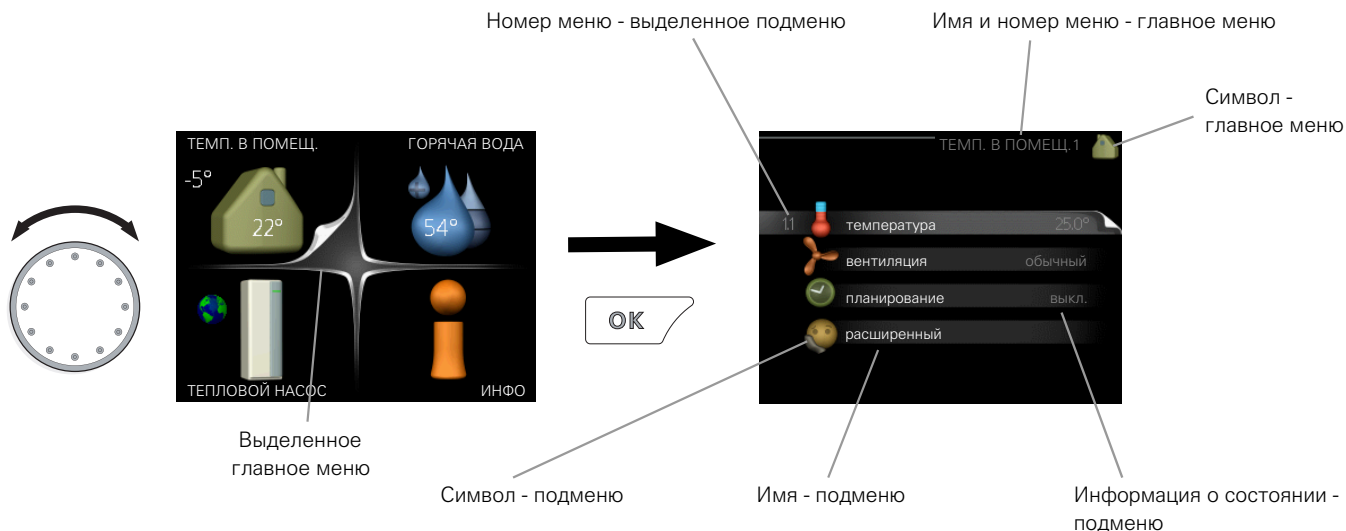 Номер меню - выделенное подменю
Имя и номер меню - главное меню
Символ -
главное меню
ТЕМП. В ПОМЕЩ.
ГОРЯЧАЯ ВОДА
-5°
22°
54°
ТЕПЛОВОЙ НАСОС
ИНФО
OK
ТЕМП. В ПОМЕЩ.1
1.1 температура 25.0°
вентиляция обычный
планирование выкл.
расширенный
Выделенное
главное меню
Символ - подменю
Имя - подменю
Информация о состоянии -
подменю